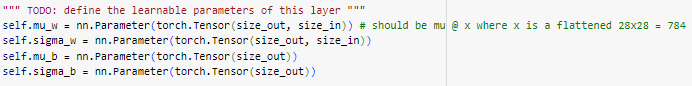 """ TODO: define the learnable parameters of this layer """
self.mu_w = nn.Parameter(torch.Tensor(size_out, size_in)) # should be mu @ x where x is a flattened 28x28 = 784
self.sigma_w = nn.Parameter(torch.Tensor(size_out, size_in))
self.mu_b = nn.Parameter(torch.Tensor(size_out))
self.sigma_b = nn.Parameter(torch.Tensor(size_out))